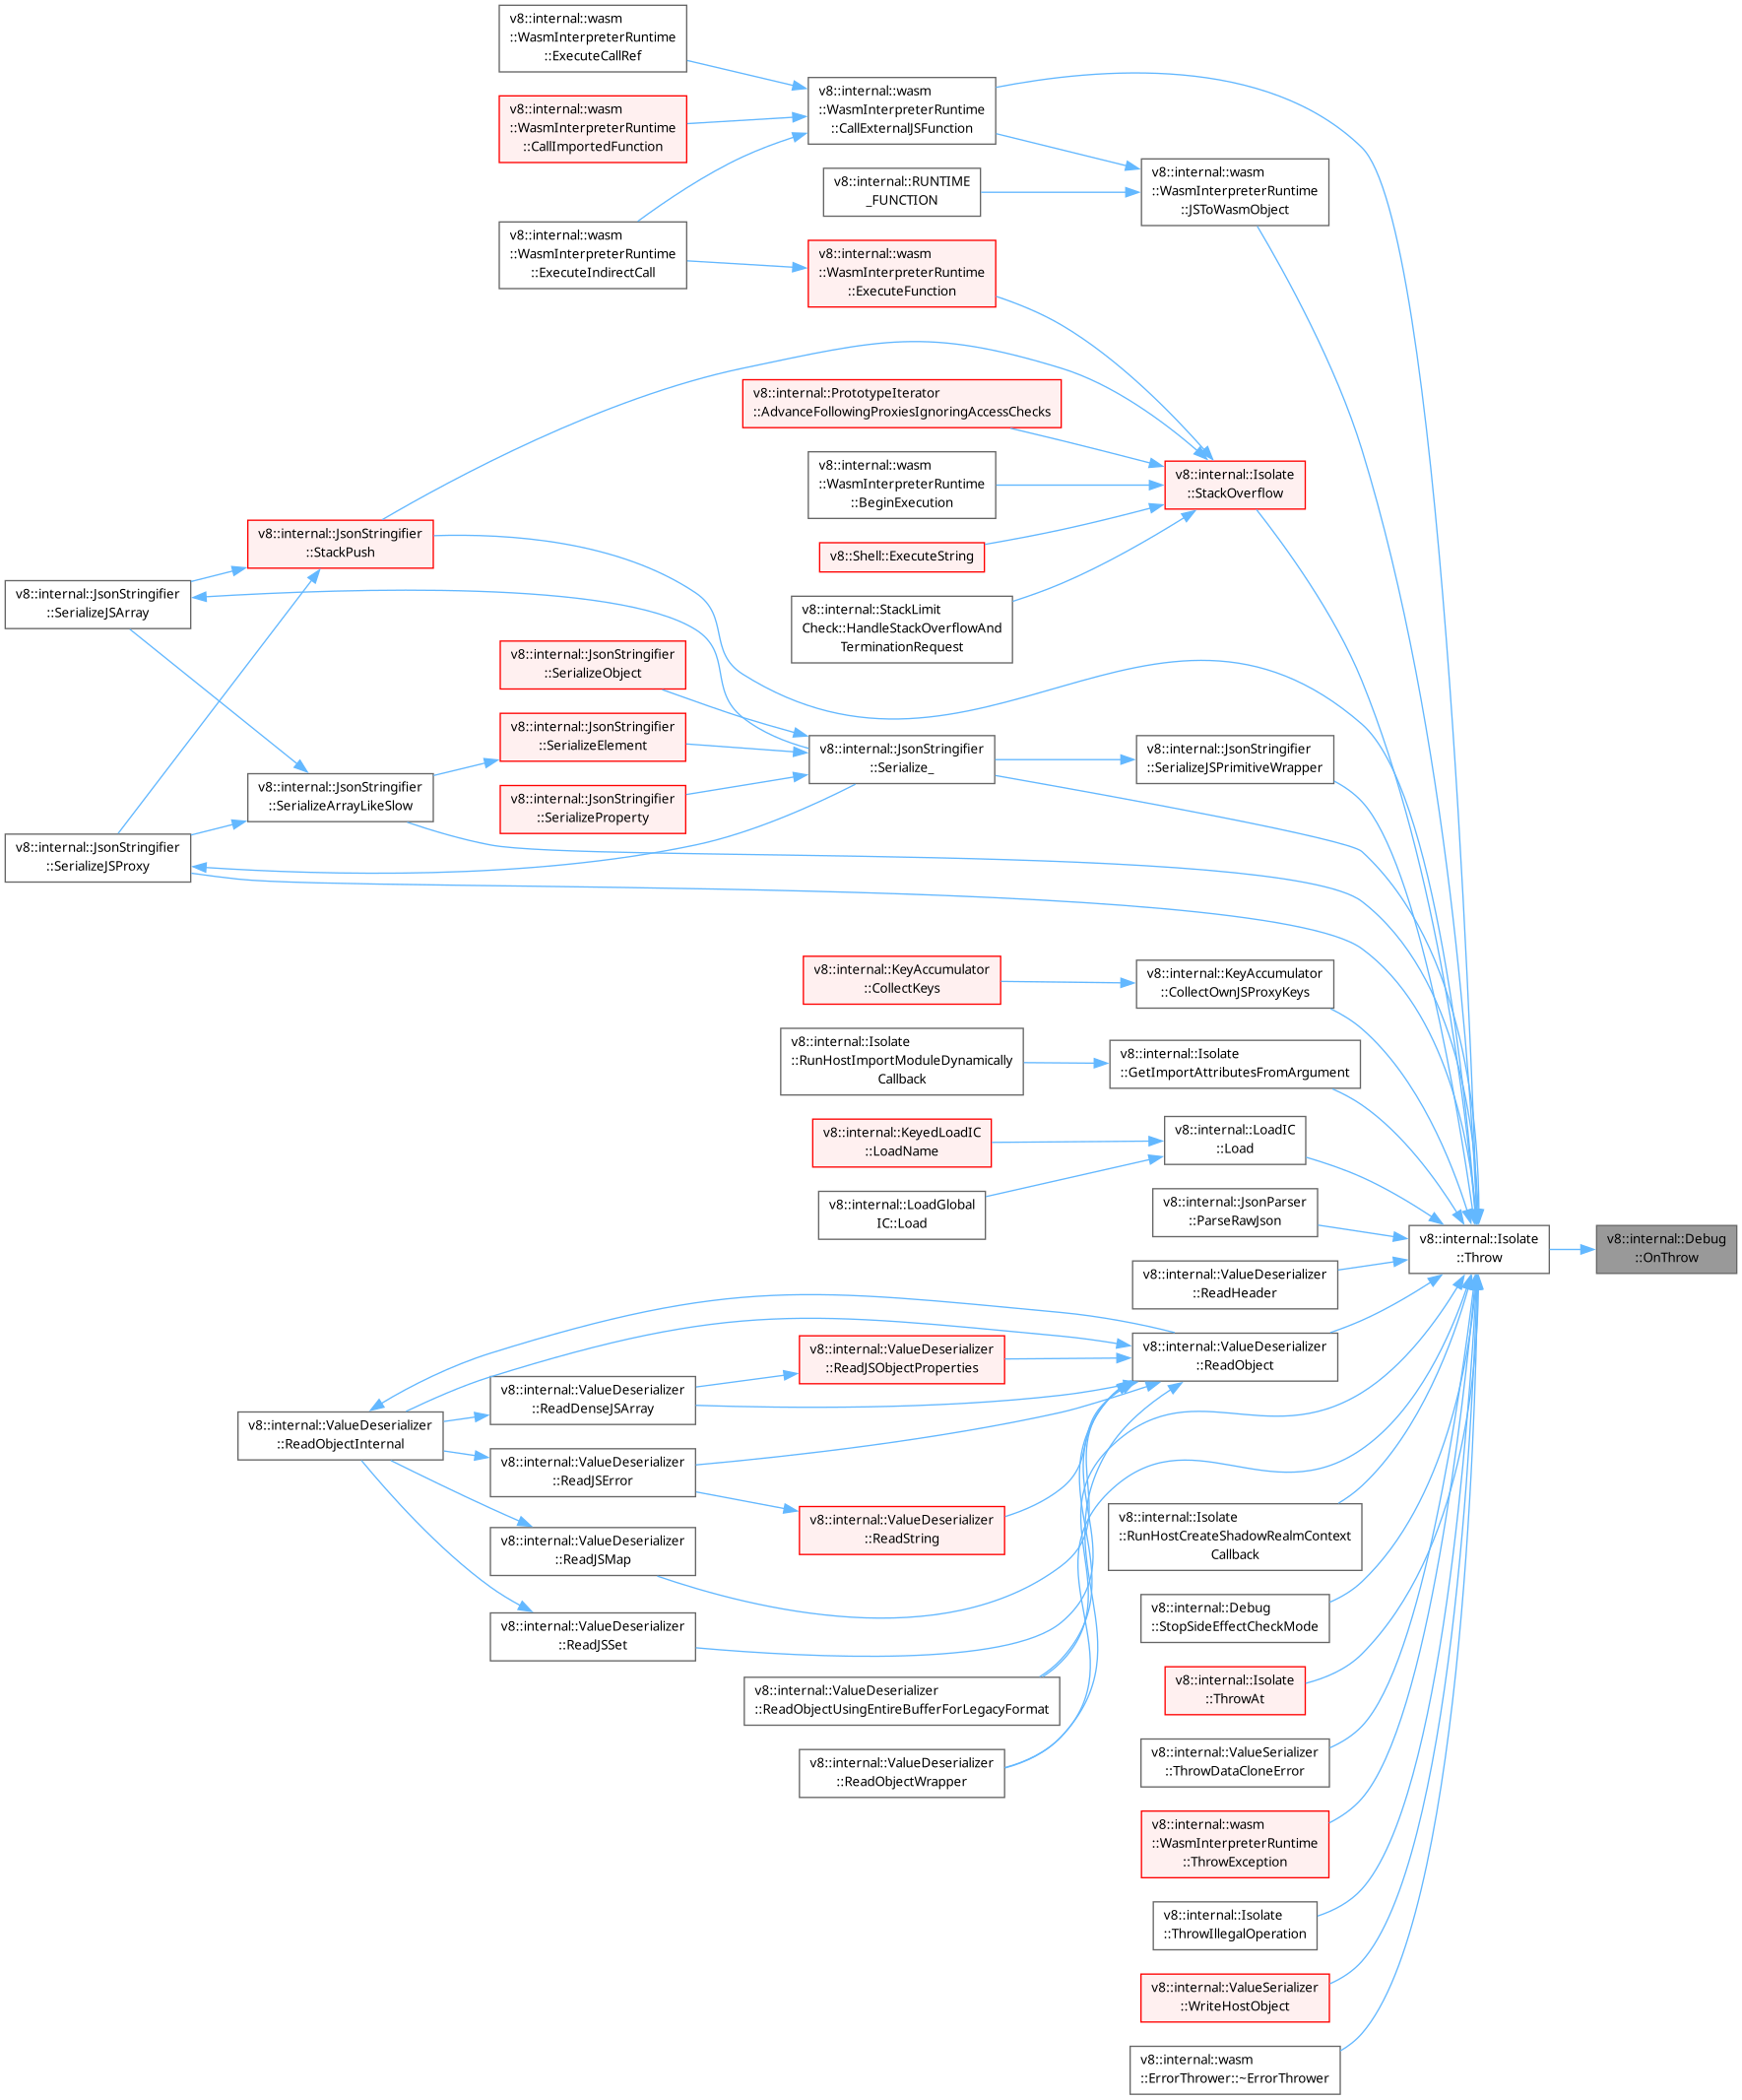 v8::internal::wasm
::WasmInterpreterRuntime
::ExecuteCallRef
v8::internal::wasm
::WasmInterpreterRuntime
::CallExternalJSFunction
v8::internal::wasm
::WasmInterpreterRuntime
::CallImportedFunction
v8::internal::wasm
::WasmInterpreterRuntime
::JSToWasmObject
v8::internal::RUNTIME
_FUNCTION
v8::internal::wasm
::WasmInterpreterRuntime
::ExecuteIndirectCall
v8::internal::wasm
::WasmInterpreterRuntime
::ExecuteFunction
v8::internal::PrototypeIterator
::AdvanceFollowingProxiesIgnoringAccessChecks
v8::internal::wasm
::WasmInterpreterRuntime
::BeginExecution
v8::internal::Isolate
::StackOverflow
v8::internal::JsonStringifier
::StackPush
v8::Shell::ExecuteString
v8::internal::JsonStringifier
::SerializeJSArray
v8::internal::StackLimit
Check::HandleStackOverflowAnd
TerminationRequest
v8::internal::JsonStringifier
::SerializeObject
v8::internal::JsonStringifier
::SerializeElement
v8::internal::JsonStringifier
::Serialize_
v8::internal::JsonStringifier
::SerializeJSPrimitiveWrapper
v8::internal::JsonStringifier
::SerializeArrayLikeSlow
v8::internal::JsonStringifier
::SerializeProperty
v8::internal::JsonStringifier
::SerializeJSProxy
v8::internal::KeyAccumulator
::CollectKeys
v8::internal::KeyAccumulator
::CollectOwnJSProxyKeys
v8::internal::Isolate
::RunHostImportModuleDynamically
Callback
v8::internal::Isolate
::GetImportAttributesFromArgument
v8::internal::KeyedLoadIC
::LoadName
v8::internal::LoadIC
::Load
v8::internal::LoadGlobal
IC::Load
v8::internal::JsonParser
::ParseRawJson
v8::internal::Isolate
::Throw
v8::internal::Debug
::OnThrow
v8::internal::ValueDeserializer
::ReadHeader
v8::internal::ValueDeserializer
::ReadJSObjectProperties
v8::internal::ValueDeserializer
::ReadObject
v8::internal::ValueDeserializer
::ReadDenseJSArray
v8::internal::ValueDeserializer
::ReadObjectInternal
v8::internal::ValueDeserializer
::ReadJSError
v8::internal::ValueDeserializer
::ReadString
v8::internal::Isolate
::RunHostCreateShadowRealmContext
Callback
v8::internal::ValueDeserializer
::ReadJSMap
v8::internal::ValueDeserializer
::ReadJSSet
v8::internal::Debug
::StopSideEffectCheckMode
v8::internal::ValueDeserializer
::ReadObjectUsingEntireBufferForLegacyFormat
v8::internal::Isolate
::ThrowAt
v8::internal::ValueDeserializer
::ReadObjectWrapper
v8::internal::ValueSerializer
::ThrowDataCloneError
v8::internal::wasm
::WasmInterpreterRuntime
::ThrowException
v8::internal::Isolate
::ThrowIllegalOperation
v8::internal::ValueSerializer
::WriteHostObject
v8::internal::wasm
::ErrorThrower::~ErrorThrower